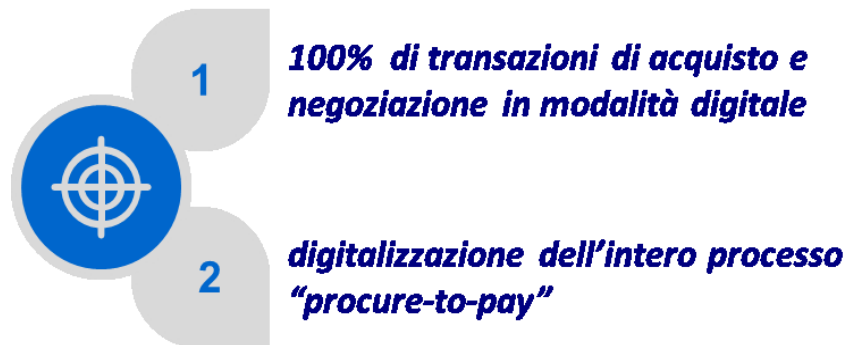 1
100% di transazioni di acquisto e
negoziazione in modalità digitale
2
digitalizzazione dell’intero processo
“procure-to-pay”